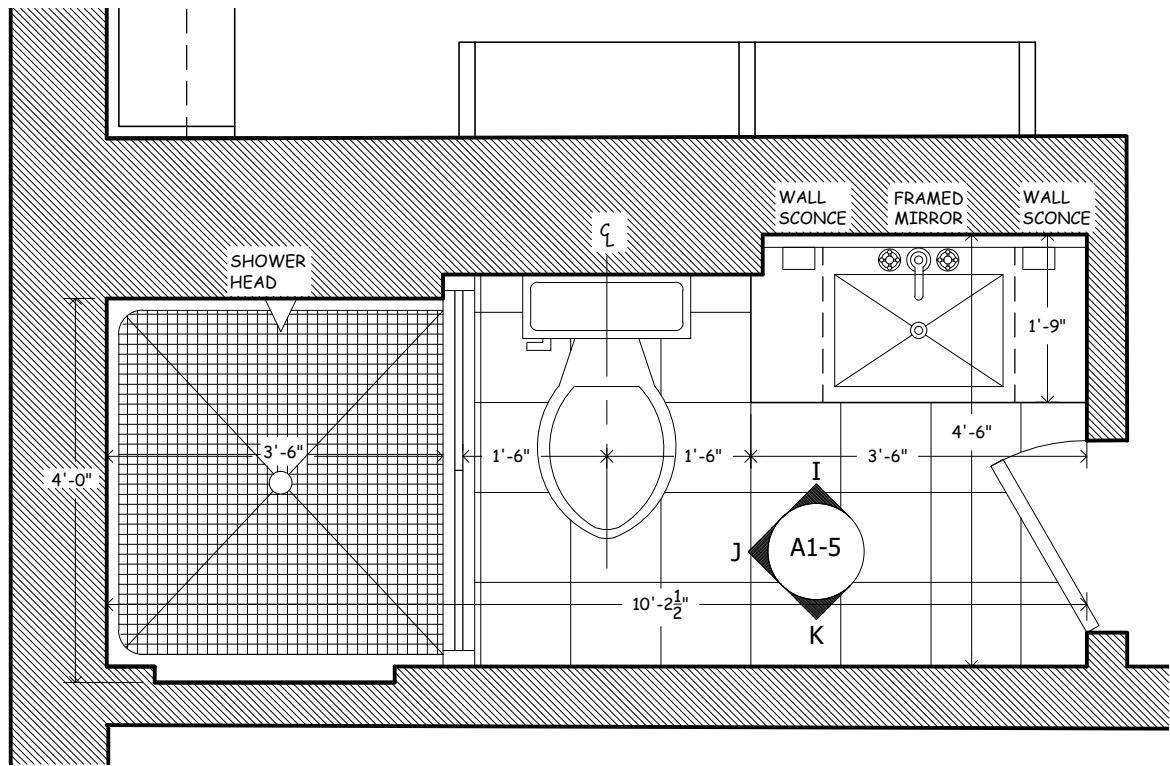 WALL
SCONCE
FRAMED
MIRROR
WALL
SCONCE
℄
SHOWER
HEAD
1'-9"
4'-6"
3'-6"
1'-6"
1'-6"
3'-6"
4'-0"
I
J
A1-5
K
10'-2½"